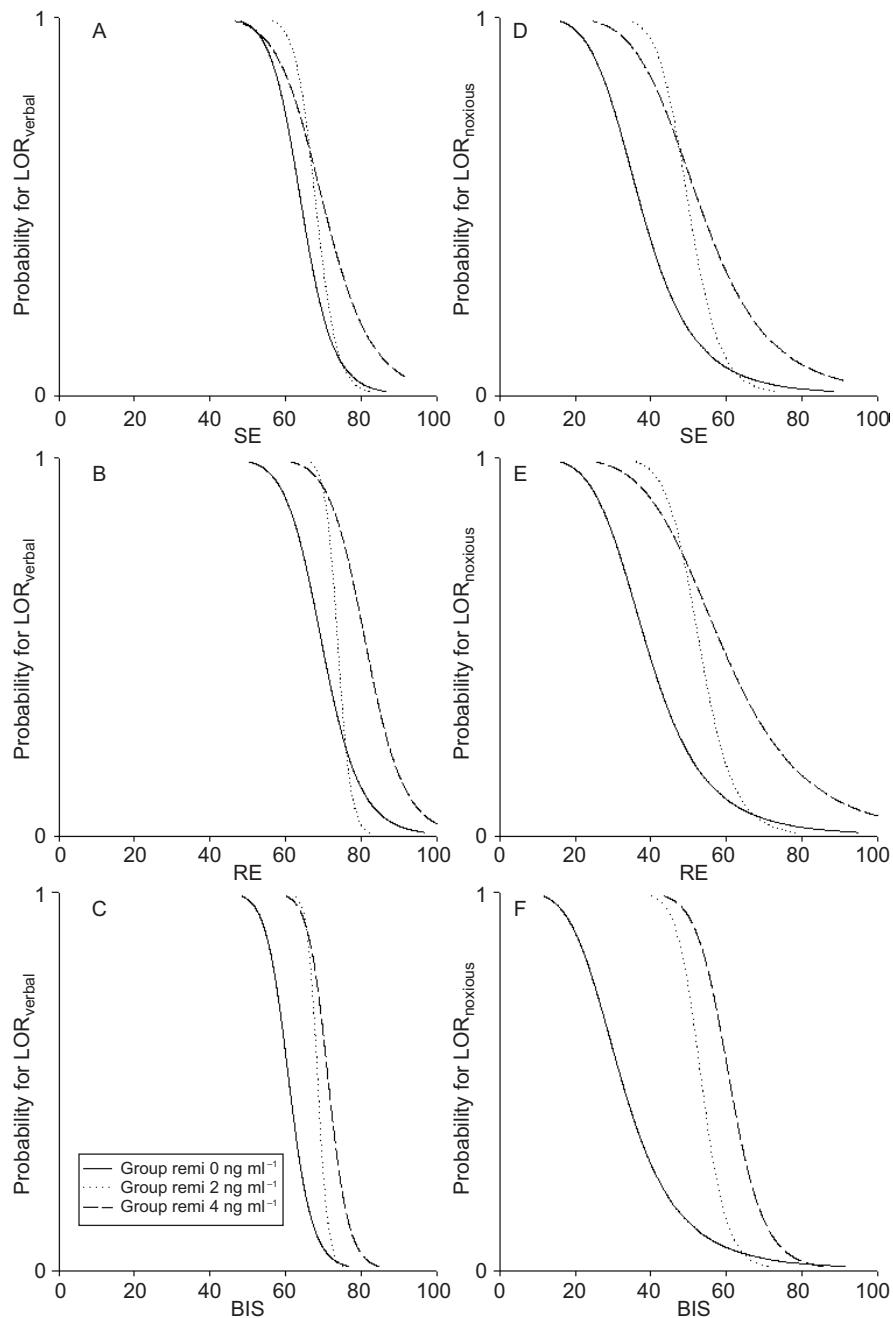 A
1
Probability for LORverbal
0
0 20 40 60 80 100
SE
D
1
Probability for LORnoxious
0
0 20 40 60 80 100
SE
B
1
Probability for LORverbal
0
0 20 40 60 80 100
RE
E
1
Probability for LORnoxious
0
0 20 40 60 80 100
RE
C
1
Probability for LORverbal
Group remi 0 ng ml⁻¹
Group remi 2 ng ml⁻¹
Group remi 4 ng ml⁻¹
0
0 20 40 60 80 100
BIS
F
1
Probability for LORnoxious
0
0 20 40 60 80 100
BIS